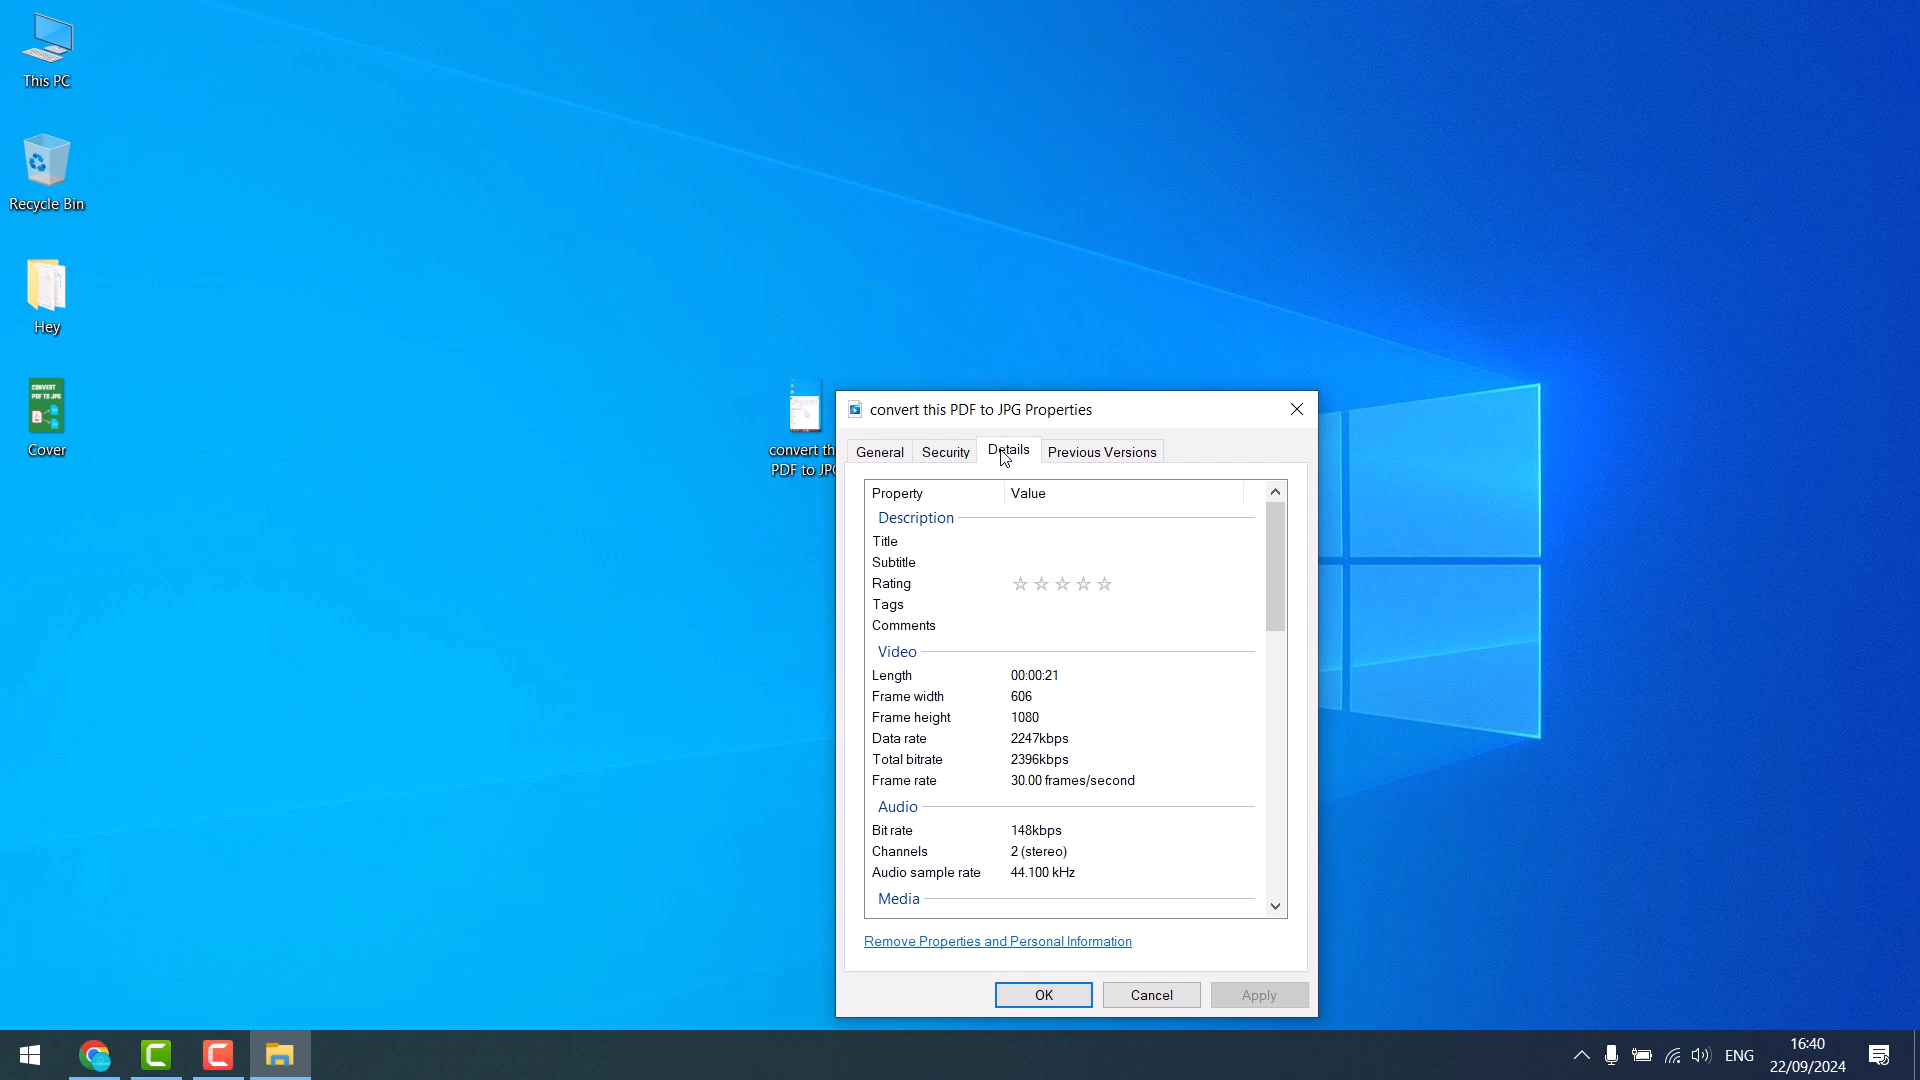 This PC
Recycle Bin
Hey
CONVERT
PDF TO JPG
Cover
convert th
PDF to JP
convert this PDF to JPG Properties
General Security Details Previous Versions
Property Value
Description
Title
Subtitle
Rating
Tags
Comments
Video
Length 00:00:21
Frame width 606
Frame height 1080
Data rate 2247kbps
Total bitrate 2396kbps
Frame rate 30.00 frames/second
Audio
Bit rate 148kbps
Channels 2 (stereo)
Audio sample rate 44.100 kHz
Media
Remove Properties and Personal Information
OK Cancel Apply
ENG
16:40
22/09/2024